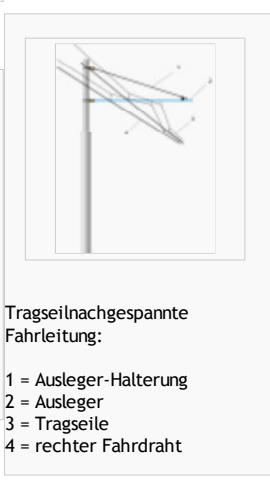 Tragseilnachgespannte
Fahrleitung:
1 = Ausleger-Halterung
2 = Ausleger
3 = Tragseile
4 = rechter Fahrdraht